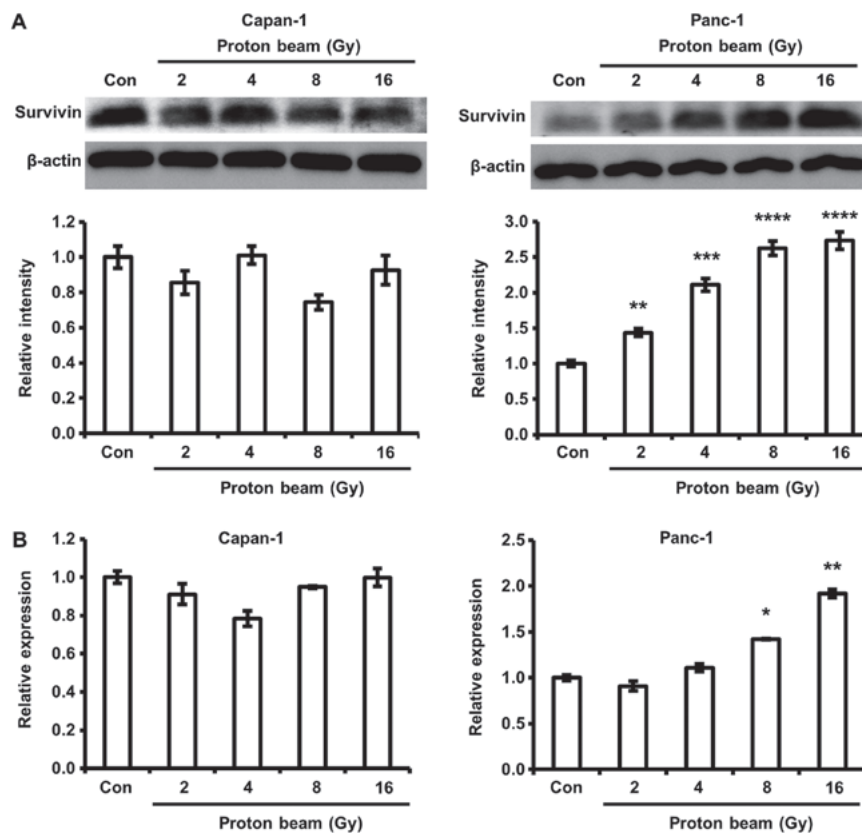 A
Capan-1
Proton beam (Gy)
Con 2 4 8 16
Survivin
β-actin
Relative intensity
1.2
1.0
0.8
0.6
0.4
0.2
0.0
Con 2 4 8 16
Proton beam (Gy)
Panc-1
Proton beam (Gy)
Con 2 4 8 16
Survivin
β-actin
Relative intensity
3.0
2.5
2.0
1.5
1.0
0.5
0.0
** *** **** ****
Con 2 4 8 16
Proton beam (Gy)
B
Capan-1
Relative expression
1.2
1.0
0.8
0.6
0.4
0.2
0.0
Con 2 4 8 16
Proton beam (Gy)
Panc-1
Relative expression
2.5
2.0
1.5
1.0
0.5
0.0
* **
Con 2 4 8 16
Proton beam (Gy)